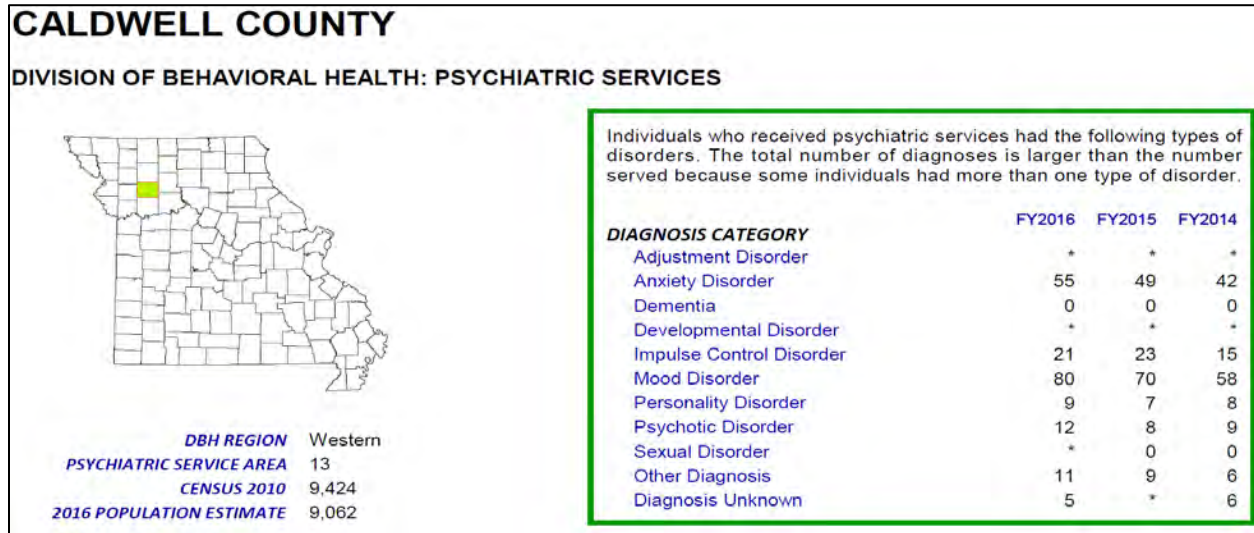 CALDWELL COUNTY
DIVISION OF BEHAVIORAL HEALTH: PSYCHIATRIC SERVICES
DBH REGION Western
PSYCHIATRIC SERVICE AREA 13
CENSUS 2010 9,424
2016 POPULATION ESTIMATE 9,062
Individuals who received psychiatric services had the following types of
disorders. The total number of diagnoses is larger than the number
served because some individuals had more than one type of disorder.
FY2016 FY2015 FY2014
DIAGNOSIS CATEGORY
Adjustment Disorder * * *
Anxiety Disorder 55 49 42
Dementia 0 0 0
Developmental Disorder * * *
Impulse Control Disorder 21 23 15
Mood Disorder 80 70 58
Personality Disorder 9 7 8
Psychotic Disorder 12 8 9
Sexual Disorder * 0 0
Other Diagnosis 11 9 6
Diagnosis Unknown 5 * 6